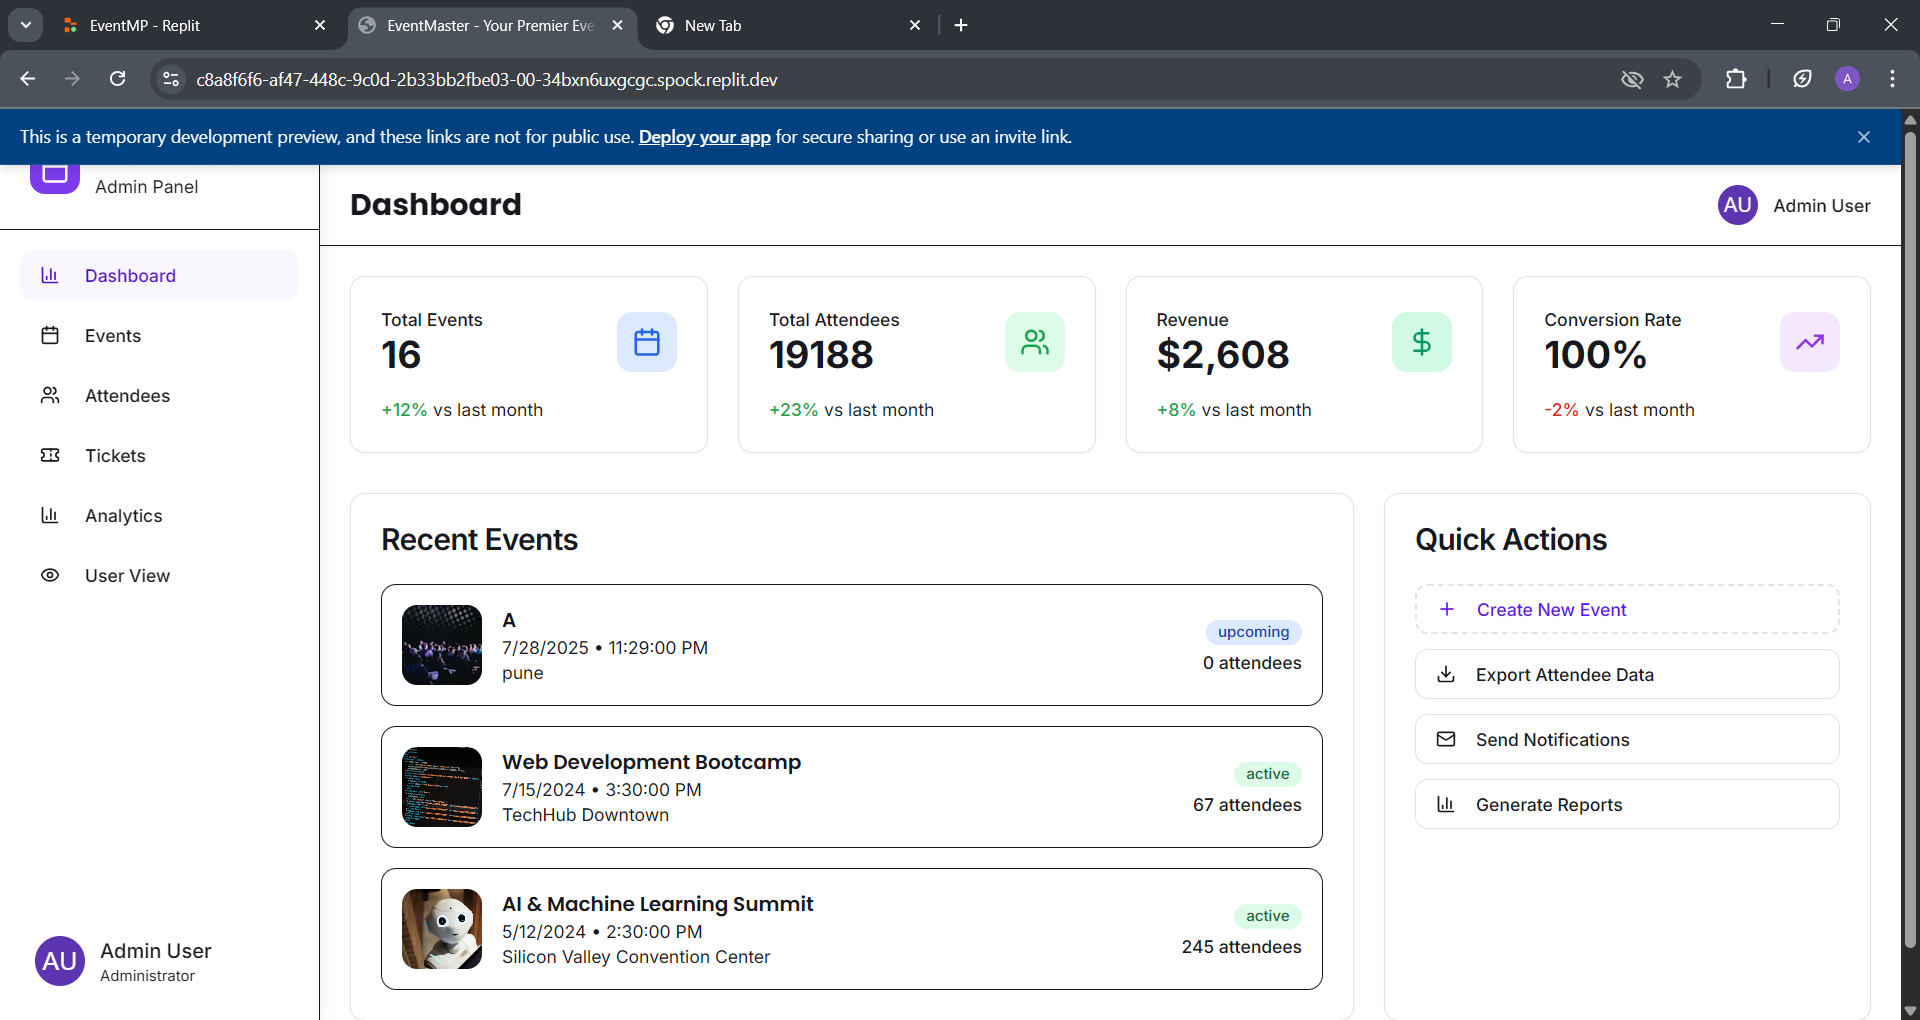 EventMP - Replit
EventMaster - Your Premier Eve
New Tab
c8a8f6f6-af47-448c-9c0d-2b33bb2fbe03-00-34bxn6uxgcgc.spock.replit.dev
A
This is a temporary development preview, and these links are not for public use. Deploy your app for secure sharing or use an invite link.
Admin Panel
Dashboard
AU
Admin User
Dashboard
Events
Attendees
Tickets
Analytics
User View
AU
Admin User
Administrator
Total Events
16
+12% vs last month
Total Attendees
19188
+23% vs last month
Revenue
$2,608
+8% vs last month
Conversion Rate
100%
-2% vs last month
Recent Events
A
7/28/2025 • 11:29:00 PM
pune
upcoming
0 attendees
Web Development Bootcamp
7/15/2024 • 3:30:00 PM
TechHub Downtown
active
67 attendees
AI & Machine Learning Summit
5/12/2024 • 2:30:00 PM
Silicon Valley Convention Center
active
245 attendees
Quick Actions
Create New Event
Export Attendee Data
Send Notifications
Generate Reports